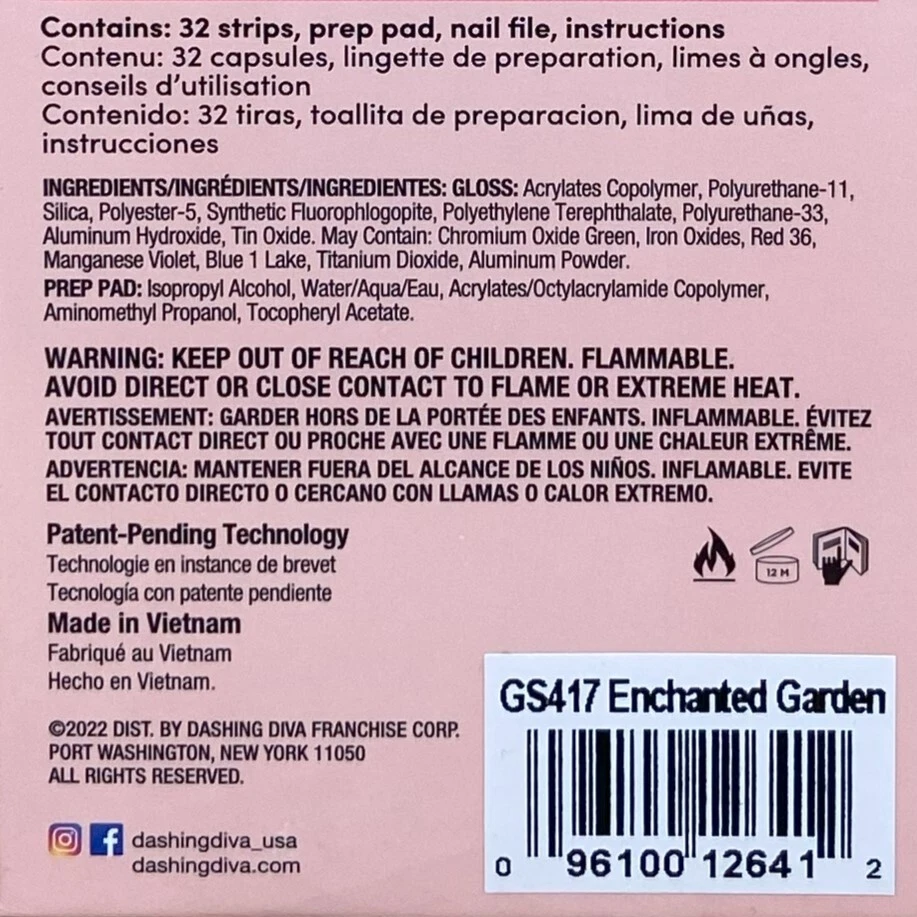 Contains: 32 strips, prep pad, nail file, instructions
Contenu: 32 capsules, lingette de preparation, limes à ongles,
conseils d'utilisation
Contenido: 32 tiras, toallita de preparacion, lima de uñas,
instrucciones
INGREDIENTS/INGRÉDIENTS/INGREDIENTES: GLOSS: Acrylates Copolymer, Polyurethane-11,
Silica, Polyester-5, Synthetic Fluorophlogopite, Polyethylene Terephthalate, Polyurethane-33,
Aluminum Hydroxide, Tin Oxide. May Contain: Chromium Oxide Green, Iron Oxides, Red 36,
Manganese Violet, Blue 1 Lake, Titanium Dioxide, Aluminum Powder.
PREP PAD: Isopropyl Alcohol, Water/Aqua/Eau, Acrylates/Octylacrylamide Copolymer,
Aminomethyl Propanol, Tocopheryl Acetate.
WARNING: KEEP OUT OF REACH OF CHILDREN. FLAMMABLE.
AVOID DIRECT OR CLOSE CONTACT TO FLAME OR EXTREME HEAT.
AVERTISSEMENT: GARDER HORS DE LA PORTÉE DES ENFANTS. INFLAMMABLE. ÉVITEZ
TOUT CONTACT DIRECT OU PROCHE AVEC UNE FLAMME OU UNE CHALEUR EXTRÊME.
ADVERTENCIA: MANTENER FUERA DEL ALCANCE DE LOS NIÑOS. INFLAMABLE. EVITE
EL CONTACTO DIRECTO O CERCANO CON LLAMAS O CALOR EXTREMO.
Patent-Pending Technology
Technologie en instance de brevet
Tecnología con patente pendiente
12 M
Made in Vietnam
Fabriqué au Vietnam
Hecho en Vietnam.
©2022 DIST. BY DASHING DIVA FRANCHISE CORP.
PORT WASHINGTON, NEW YORK 11050
ALL RIGHTS RESERVED.
dashingdiva_usa
dashingdiva.com
GS417 Enchanted Garden
0 96100 12641 2